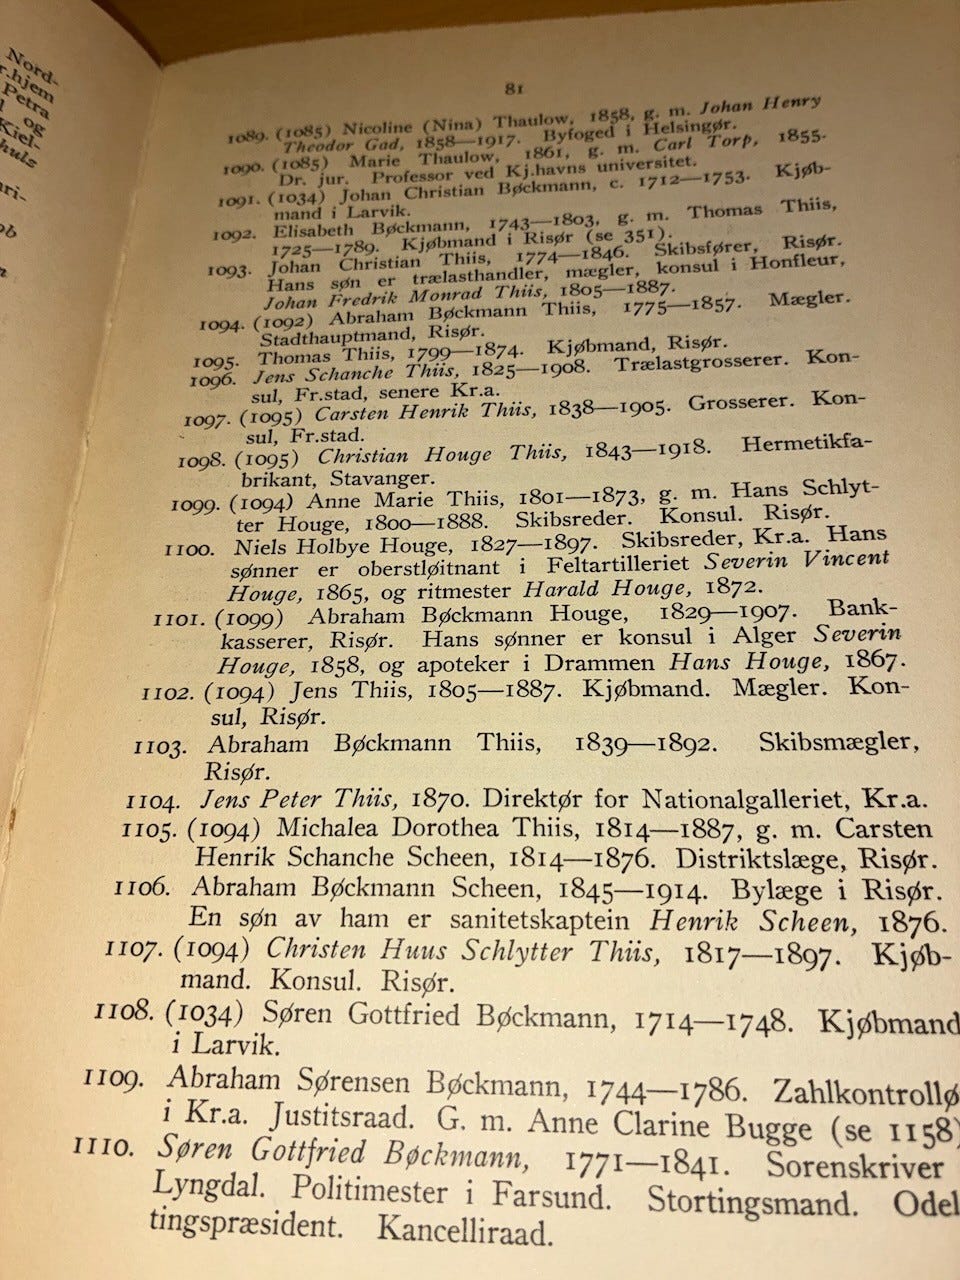 Nord-
r.hjem
Petra
og
Kiel-
huls
81
1089. (1085) Nicoline (Nina) Thaulow, 1858, g. m. Johan Henry
Theodor Gad, 1858—1917. Byfoged i Helsingør.
1090. (1085) Marie Thaulow, 1861, g. m. Carl Torp, 1855.
Dr. jur. Professor ved Kj.havns universitet.
1091. (1034) Johan Christian Bøckmann, c. 1712—1753. Kjøb-
mand i Larvik.
1092. Elisabeth Bøckmann, 1743—1803, g. m. Thomas Thiis,
1725—1789. Kjøbmand i Risør (se 351).
1093. Johan Christian Thiis, 1774—1846. Skibsfører, Risør.
Hans søn er trælasthandler, mægler, konsul i Honfleur,
Johan Fredrik Monrad Thiis, 1805—1887.
1094. (1092) Abraham Bøckmann Thiis, 1775—1857. Mægler.
Stadthauptmand, Risør.
1095. Thomas Thiis, 1799—1874. Kjøbmand, Risør.
1096. Jens Schanche Thiis, 1825—1908. Trælastgrosserer. Kon-
sul, Fr.stad, senere Kr.a.
1097. (1095) Carsten Henrik Thiis, 1838—1905. Grosserer. Kon-
sul, Fr.stad.
1098. (1095) Christian Houge Thiis, 1843—1918. Hermetikfa-
brikant, Stavanger.
1099. (1094) Anne Marie Thiis, 1801—1873, g. m. Hans Schlyt-
ter Houge, 1800—1888. Skibsreder. Konsul. Risør.
1100. Niels Holbye Houge, 1827—1897. Skibsreder, Kr.a. Hans
sønner er oberstløitnant i Feltartilleriet Severin Vincent
Houge, 1865, og ritmester Harald Houge, 1872.
1101. (1099) Abraham Bøckmann Houge, 1829—1907. Bank-
kasserer, Risør. Hans sønner er konsul i Alger Severin
Houge, 1858, og apoteker i Drammen Hans Houge, 1867.
1102. (1094) Jens Thiis, 1805—1887. Kjøbmand. Mægler. Kon-
sul, Risør.
1103. Abraham Bøckmann Thiis, 1839—1892. Skibsmægler,
Risør.
1104. Jens Peter Thiis, 1870. Direktør for Nationalgalleriet, Kr.a.
1105. (1094) Michalea Dorothea Thiis, 1814—1887, g. m. Carsten
Henrik Schanche Scheen, 1814—1876. Distriktslæge, Risør.
1106. Abraham Bøckmann Scheen, 1845—1914. Bylæge i Risør.
En søn av ham er sanitetskaptein Henrik Scheen, 1876.
1107. (1094) Christen Huus Schlytter Thiis, 1817—1897. Kjøb-
mand. Konsul. Risør.
1108. (1034) Søren Gottfried Bøckmann, 1714—1748. Kjøbmand
i Larvik.
1109. Abraham Sørensen Bøckmann, 1744—1786. Zahlkontrollø
i Kr.a. Justitsraad. G. m. Anne Clarine Bugge (se 1158)
1110. Søren Gottfried Bøckmann, 1771—1841. Sorenskriver
Lyngdal. Politimester i Farsund. Stortingsmand. Odel
tingspræsident. Kancelliraad.